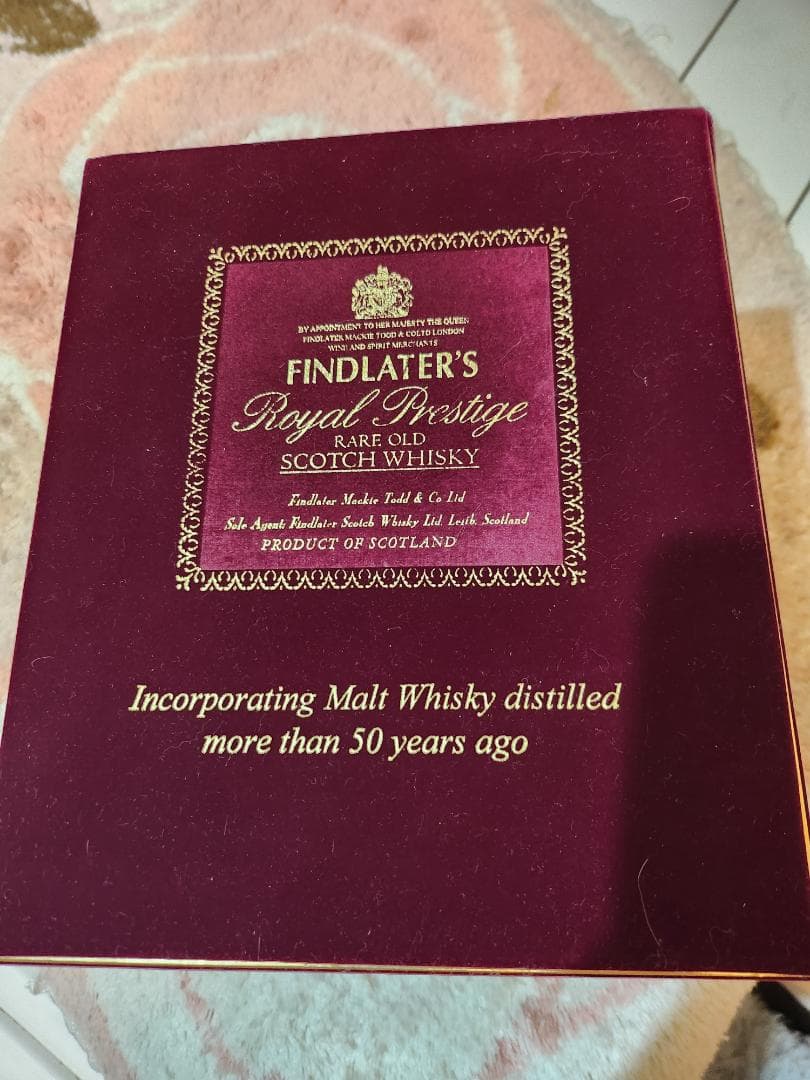 BY APPOINTMENT TO HER MAJESTY THE QUEEN
FINDLATER MACKIE TODD & CO LTD LONDON
WINE AND SPIRIT MERCHANTS
FINDLATER'S
Royal Prestige
RARE OLD
SCOTCH WHISKY
Findlater Mackie Todd & Co Ltd
Sole Agents Findlater Scotch Whisky Ltd. Leith. Scotland
PRODUCT OF SCOTLAND
Incorporating Malt Whisky distilled
more than 50 years ago